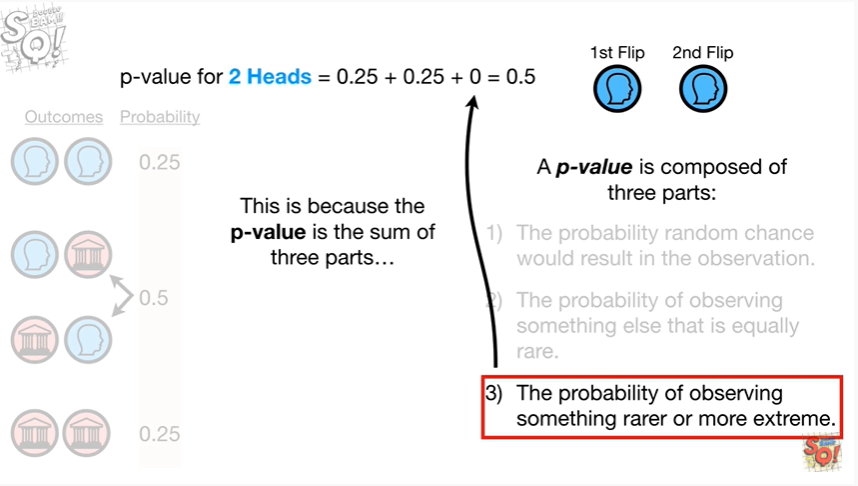 SQ!
p-value for 2 Heads = 0.25 + 0.25 + 0 = 0.5
1st Flip 2nd Flip
Outcomes Probability
0.25
0.5
0.25
This is because the
p-value is the sum of
three parts…
A p-value is composed of
three parts:
1) The probability random chance
would result in the observation.
2) The probability of observing
something else that is equally
rare.
3) The probability of observing
something rarer or more extreme.
SQ!